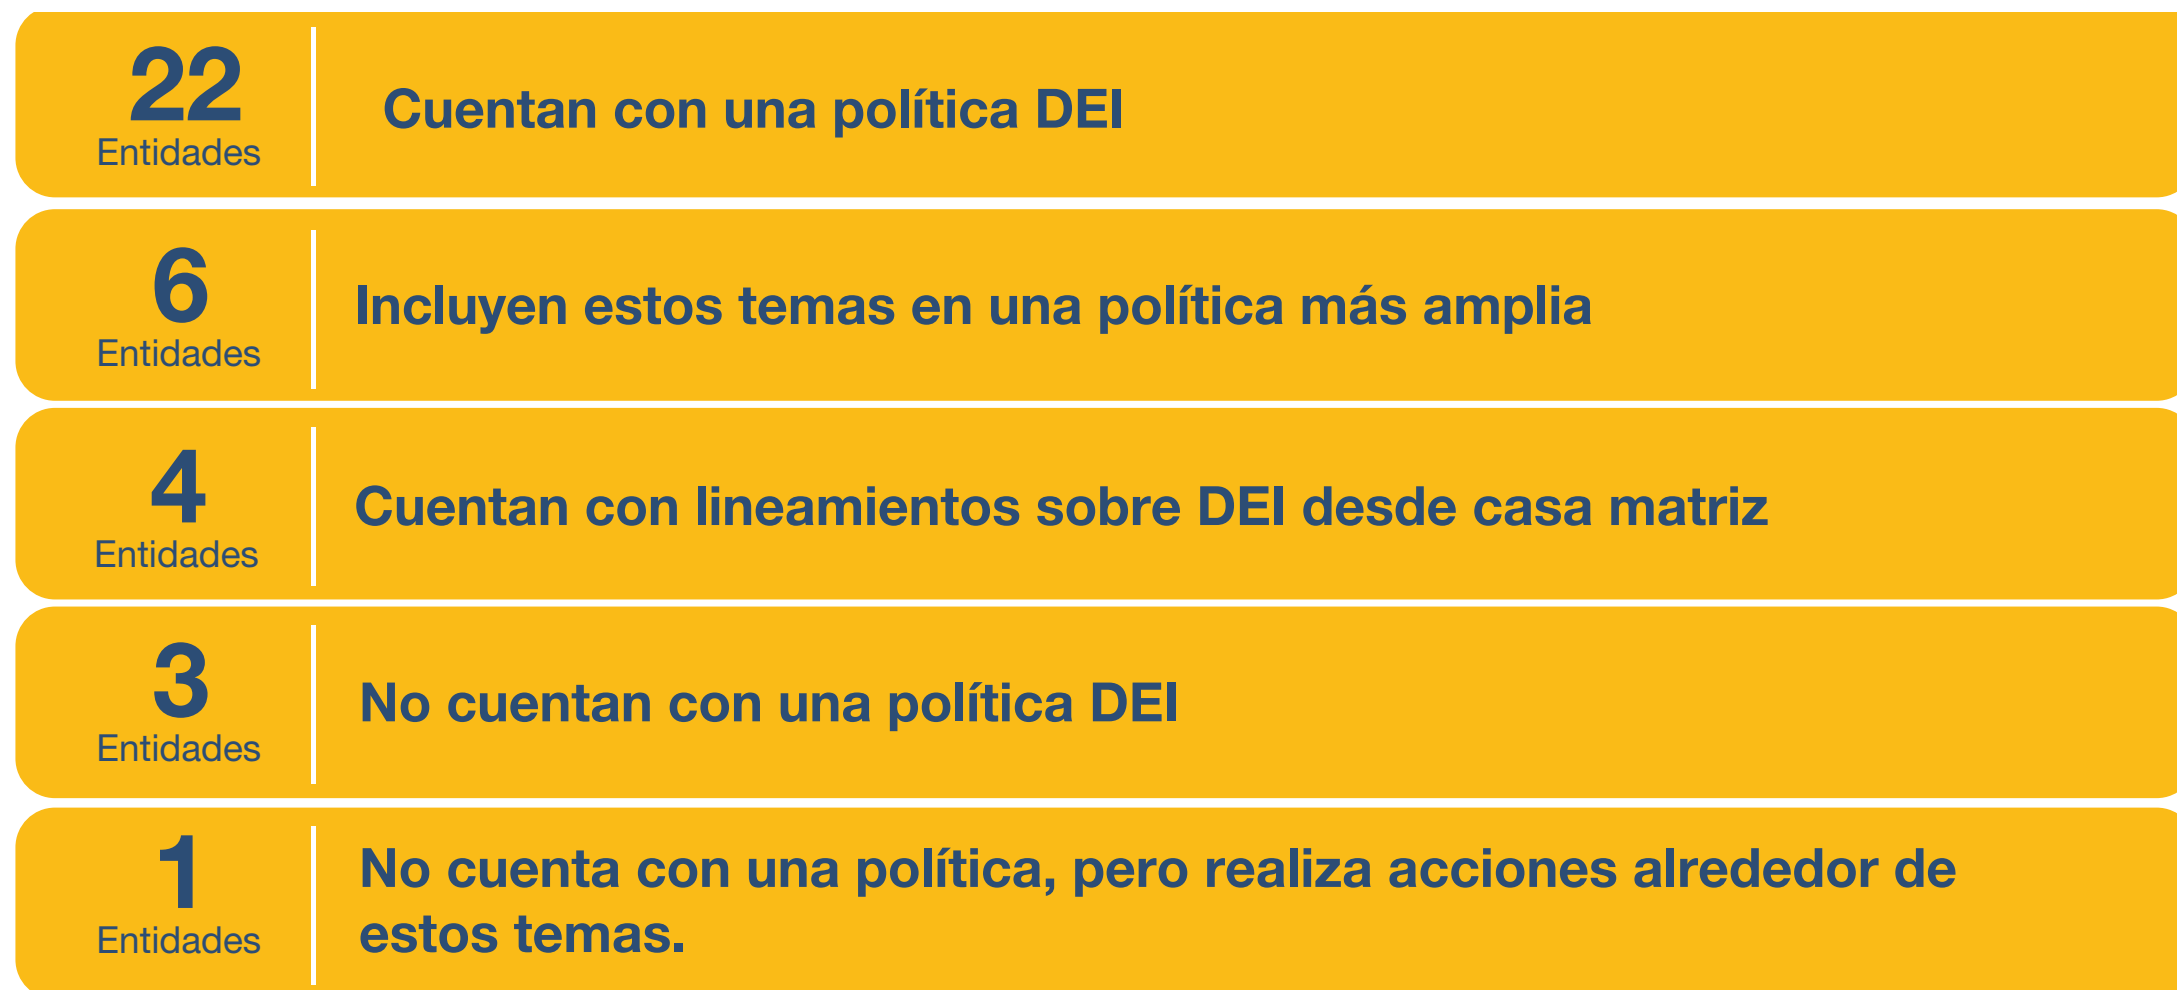 22
Entidades
Cuentan con una política DEI
6
Entidades
Incluyen estos temas en una política más amplia
4
Entidades
Cuentan con lineamientos sobre DEI desde casa matriz
3
Entidades
No cuentan con una política DEI
1
Entidades
No cuenta con una política, pero realiza acciones alrededor de
estos temas.